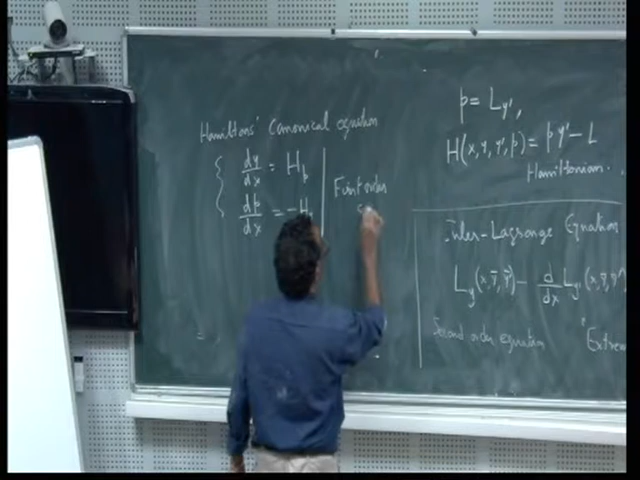 Hamiltons' Canonical equation
dy/dx = H_p
dp/dx = -H
First order
p = L_y',
H(x, y, y', p) = p y' - L
Hamiltonian.
Euler-Lagrange Equation
L_y(x, y, y') - d/dx L_y'(x, y, y'
Second order equation
"Extrem